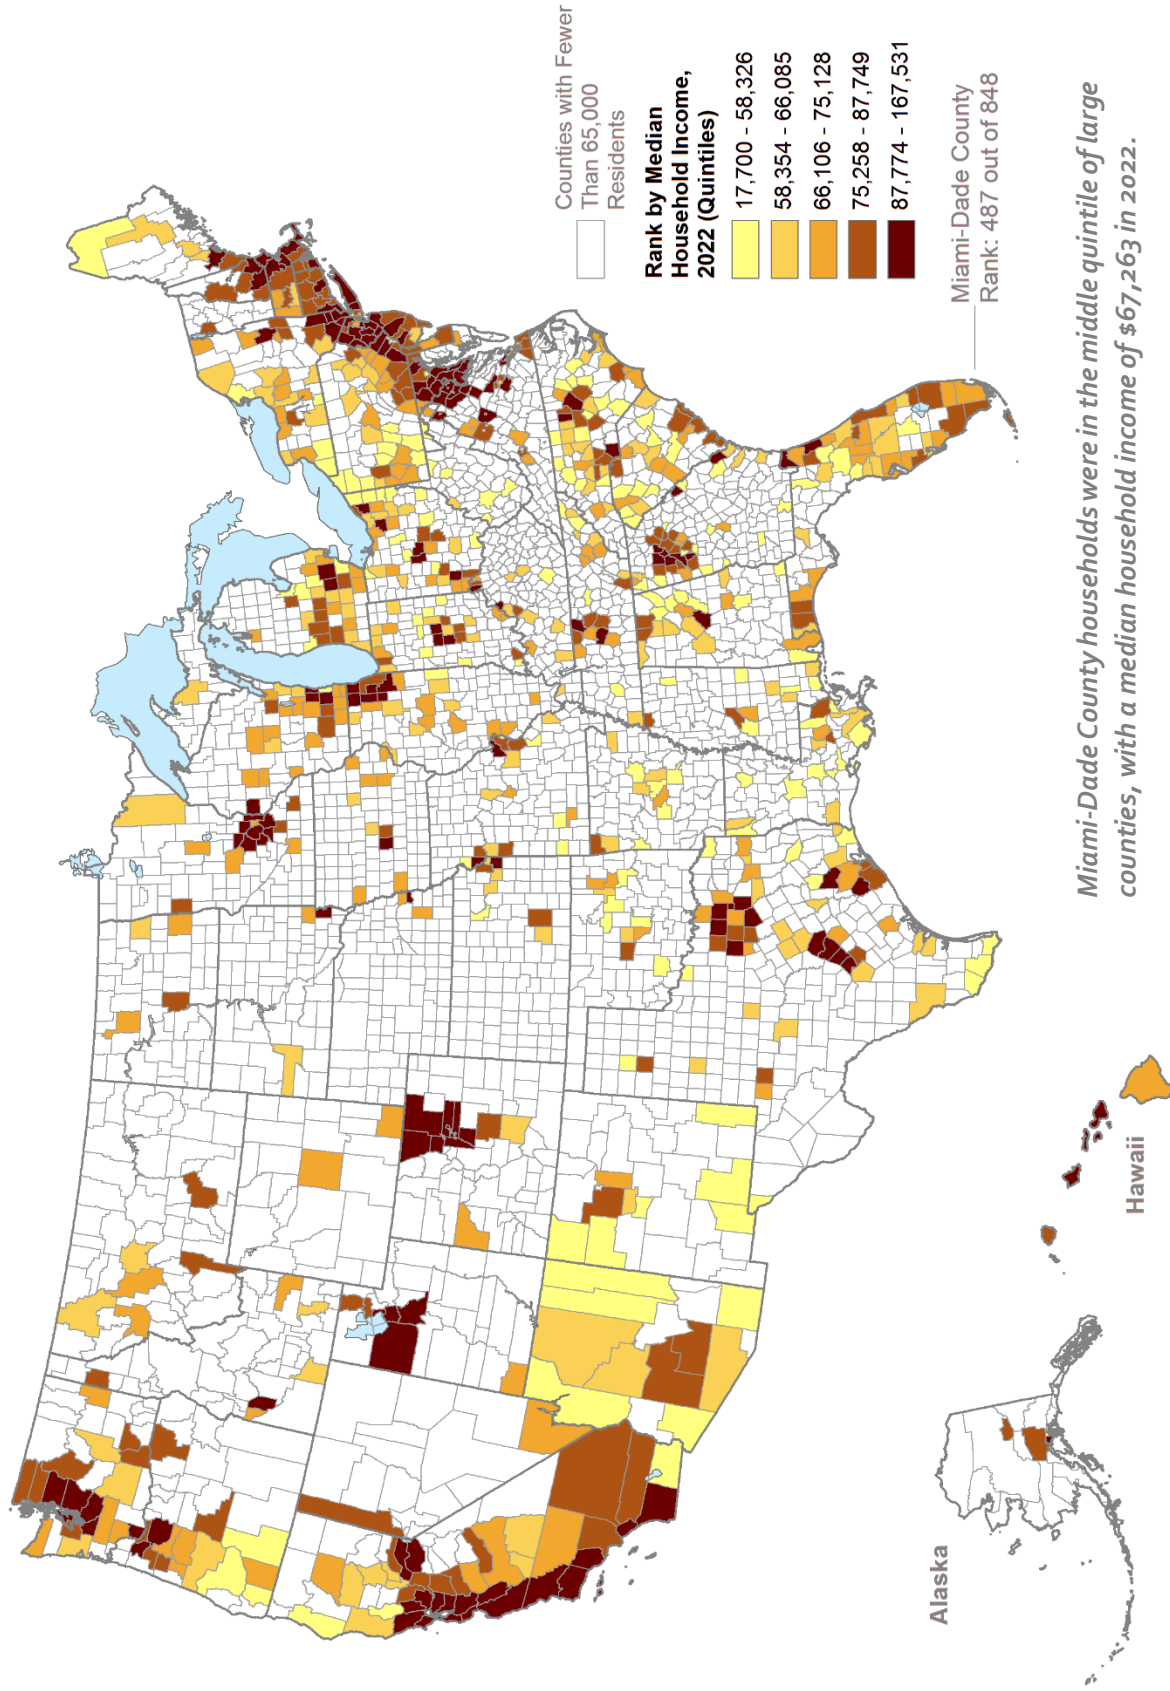 Counties with Fewer
Than 65,000
Residents
Rank by Median
Household Income,
2022 (Quintiles)
17,700 - 58,326
58,354 - 66,085
66,106 - 75,128
75,258 - 87,749
87,774 - 167,531
Miami-Dade County
Rank: 487 out of 848
Alaska
Hawaii
Miami-Dade County households were in the middle quintile of large
counties, with a median household income of $67,263 in 2022.